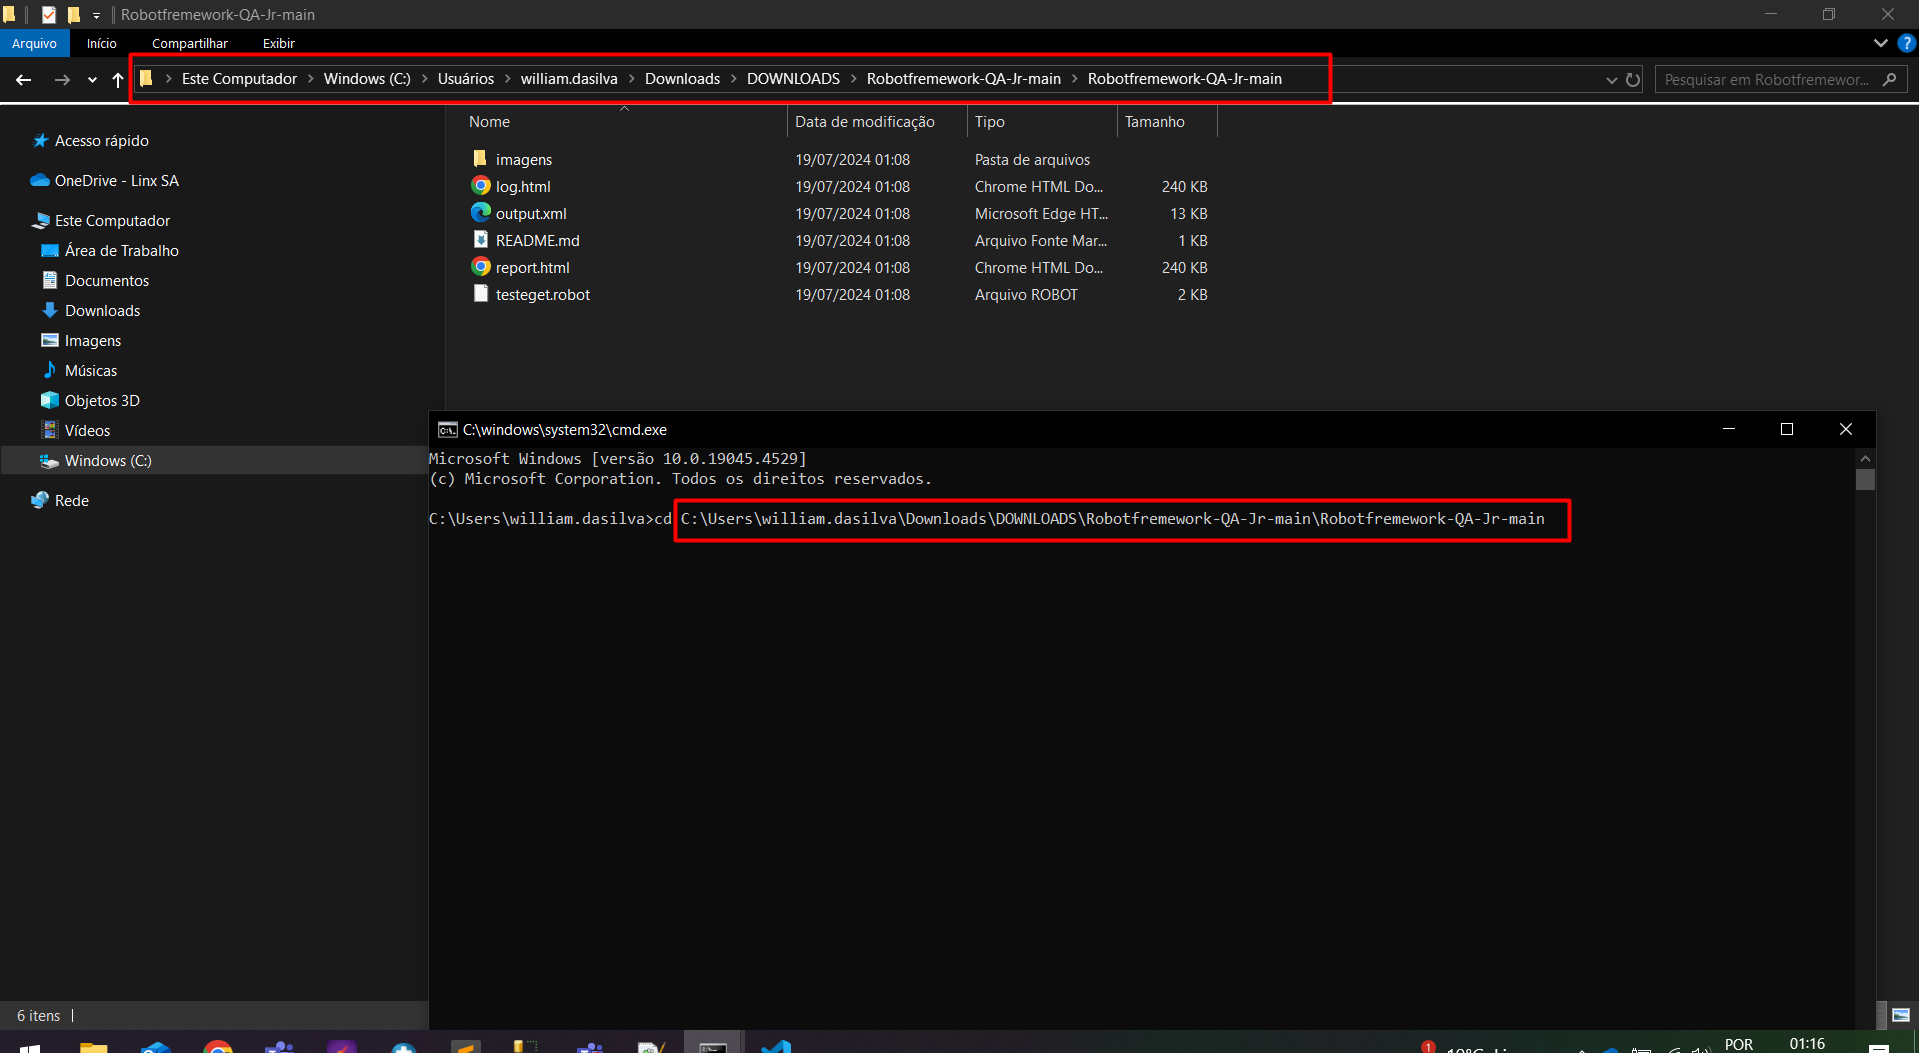 Robotfremework-QA-Jr-main
Arquivo Início Compartilhar Exibir
Este Computador Windows (C:) Usuários william.dasilva Downloads DOWNLOADS Robotfremework-QA-Jr-main Robotfremework-QA-Jr-main
Pesquisar em Robotfremewor...
Nome Data de modificação Tipo Tamanho
imagens 19/07/2024 01:08 Pasta de arquivos
log.html 19/07/2024 01:08 Chrome HTML Do... 240 KB
output.xml 19/07/2024 01:08 Microsoft Edge HT... 13 KB
README.md 19/07/2024 01:08 Arquivo Fonte Mar... 1 KB
report.html 19/07/2024 01:08 Chrome HTML Do... 240 KB
testeget.robot 19/07/2024 01:08 Arquivo ROBOT 2 KB
Acesso rápido
OneDrive - Linx SA
Este Computador
Área de Trabalho
Documentos
Downloads
Imagens
Músicas
Objetos 3D
Vídeos
Windows (C:)
Rede
C:\windows\system32\cmd.exe
Microsoft Windows [versão 10.0.19045.4529]
(c) Microsoft Corporation. Todos os direitos reservados.
C:\Users\william.dasilva>cd C:\Users\william.dasilva\Downloads\DOWNLOADS\Robotfremework-QA-Jr-main\Robotfremework-QA-Jr-main
6 itens
1
POR
01:16